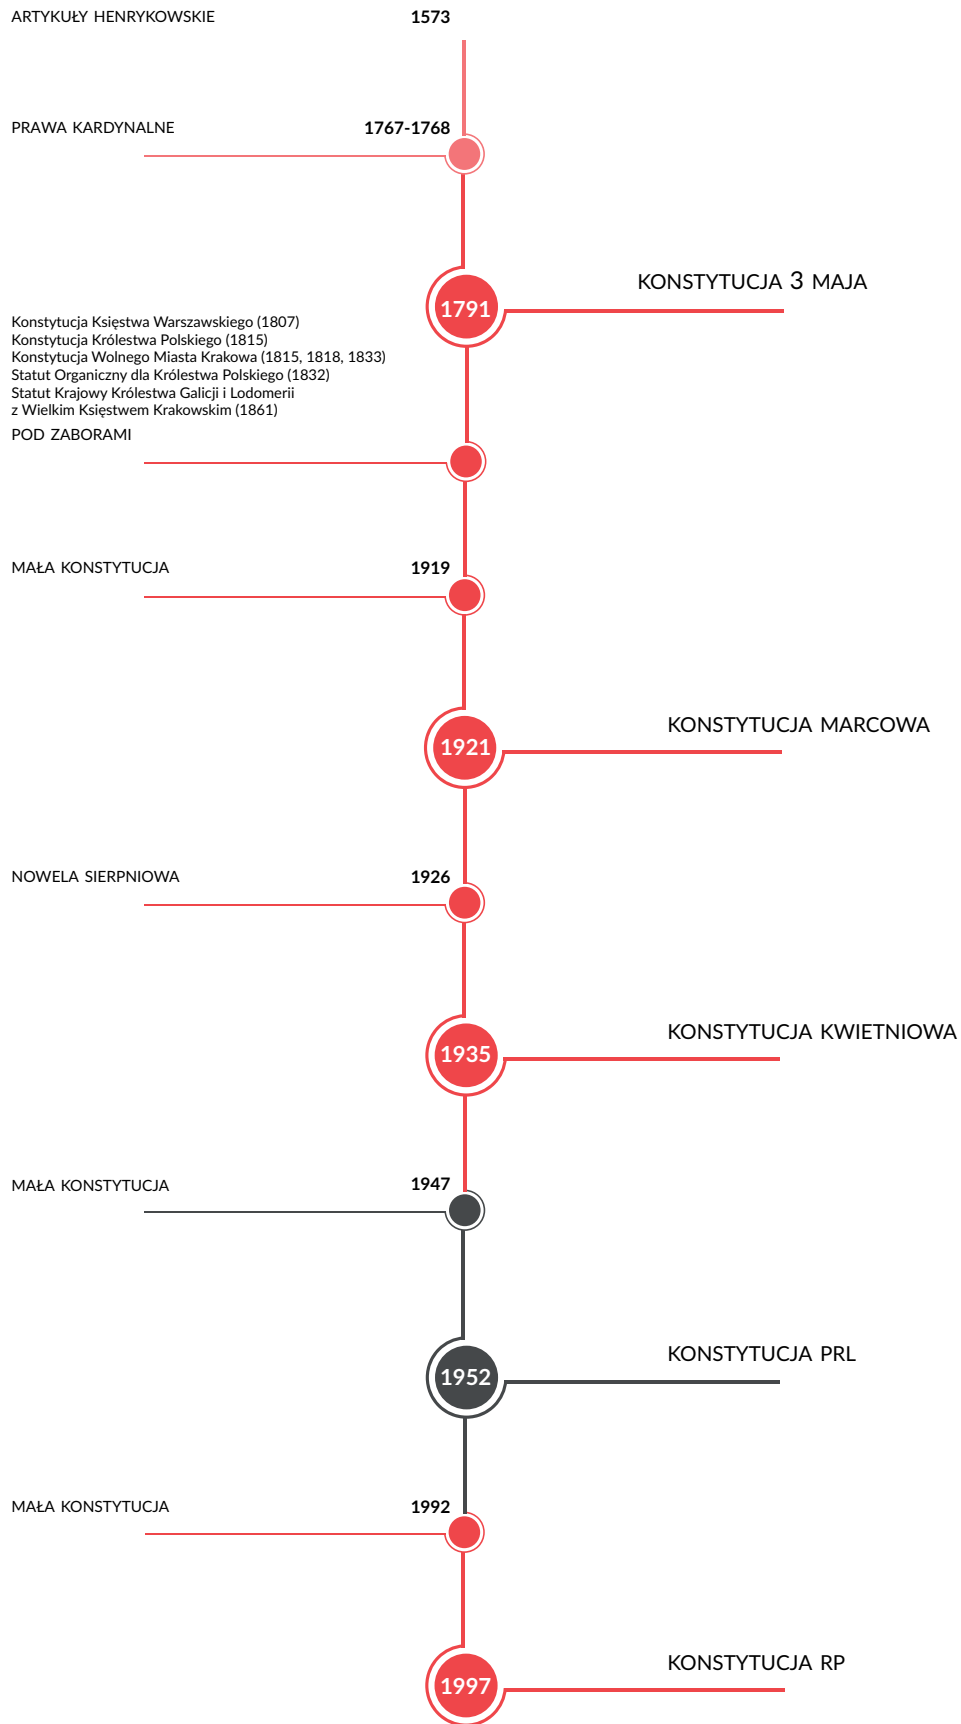 ARTYKUŁY HENRYKOWSKIE 1573
PRAWA KARDYNALNE 1767-1768
KONSTYTUCJA 3 MAJA
1791
Konstytucja Księstwa Warszawskiego (1807)
Konstytucja Królestwa Polskiego (1815)
Konstytucja Wolnego Miasta Krakowa (1815, 1818, 1833)
Statut Organiczny dla Królestwa Polskiego (1832)
Statut Krajowy Królestwa Galicji i Lodomerii
z Wielkim Księstwem Krakowskim (1861)
POD ZABORAMI
MAŁA KONSTYTUCJA 1919
KONSTYTUCJA MARCOWA
1921
NOWELA SIERPNIOWA 1926
KONSTYTUCJA KWIETNIOWA
1935
MAŁA KONSTYTUCJA 1947
KONSTYTUCJA PRL
1952
MAŁA KONSTYTUCJA 1992
KONSTYTUCJA RP
1997